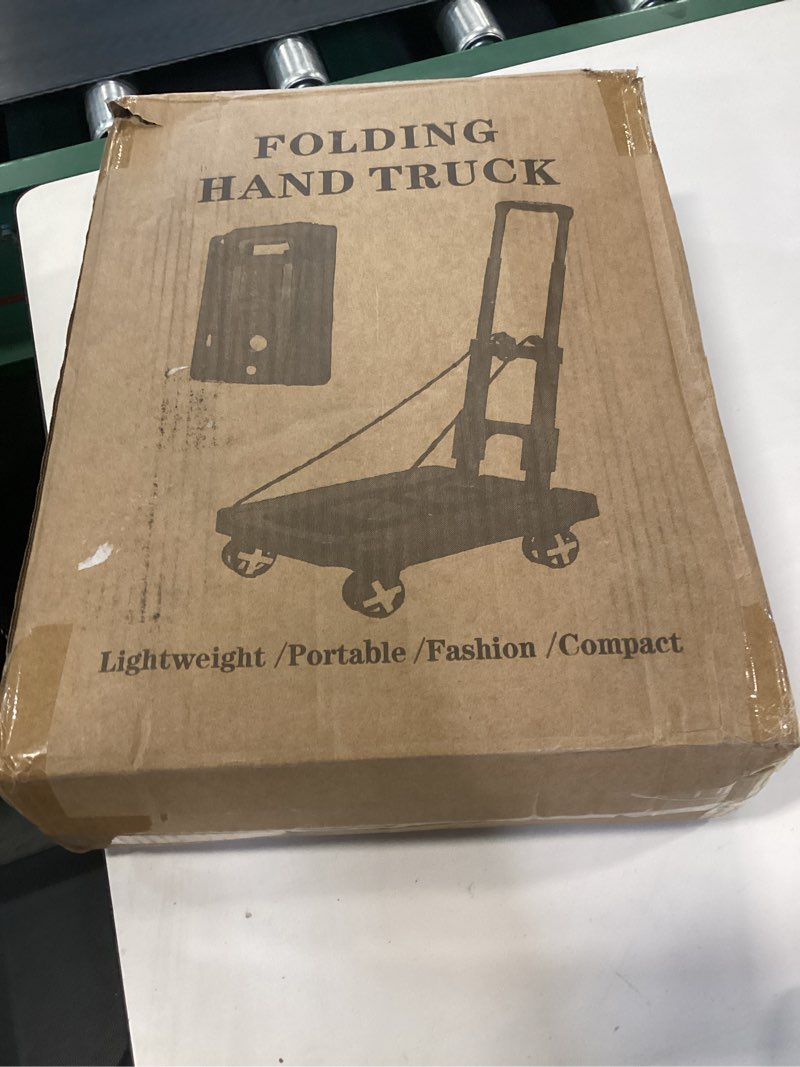 FOLDING
HAND TRUCK
Lightweight /Portable /Fashion /Compact